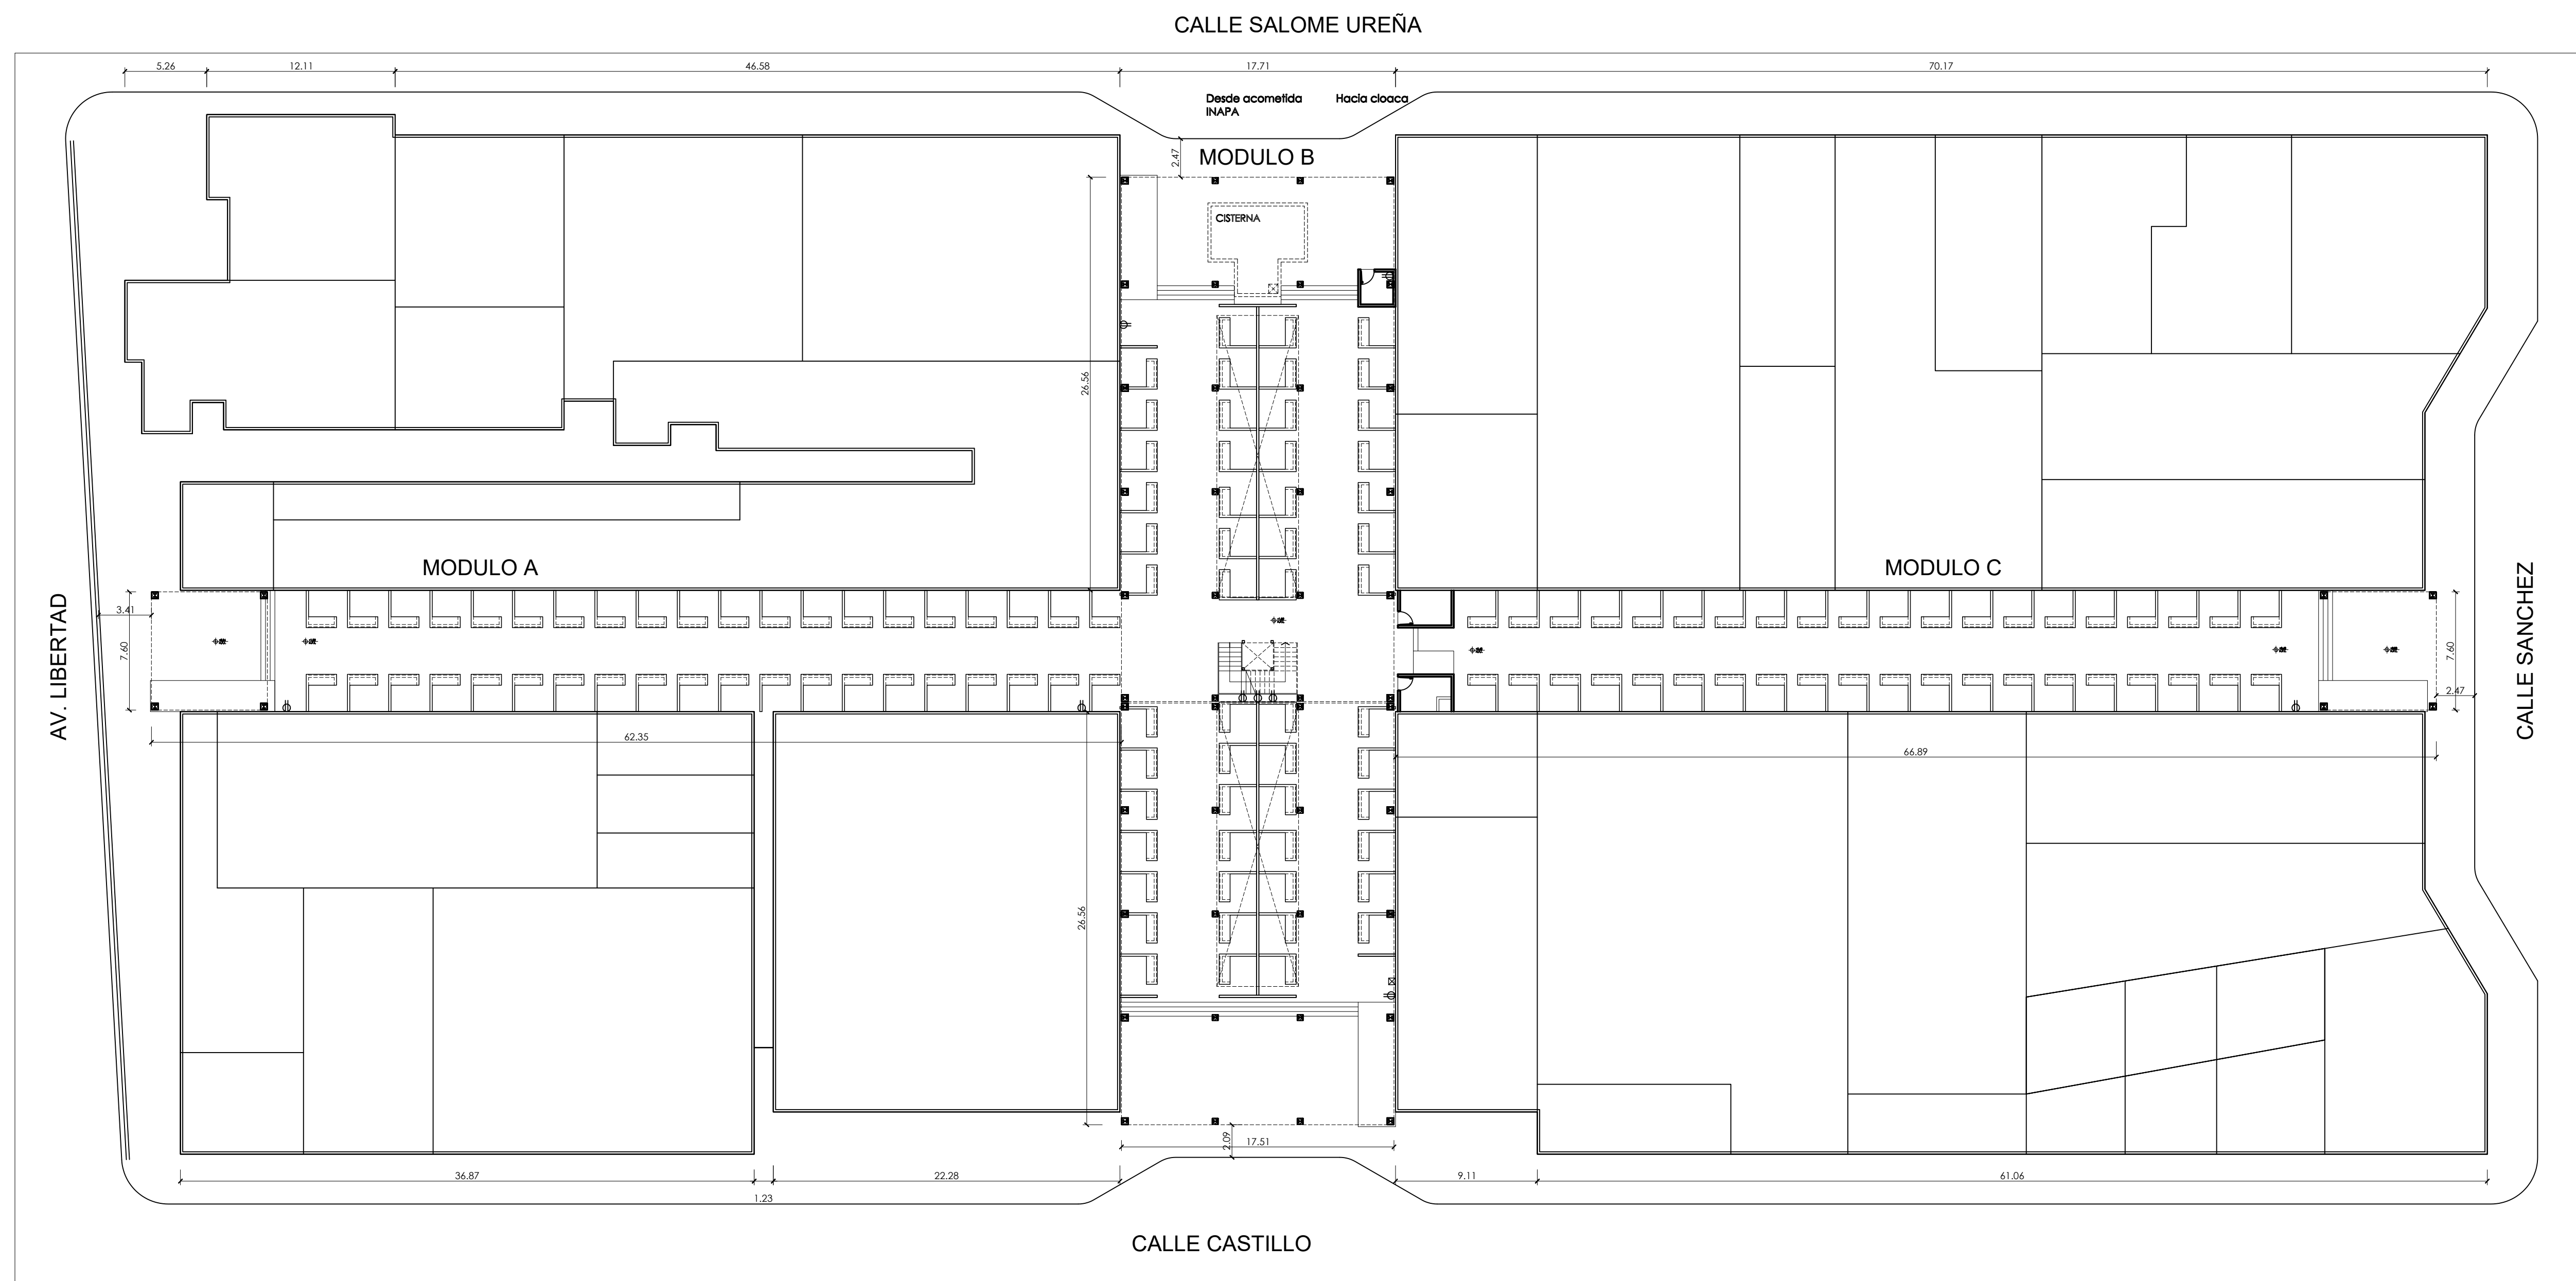 CALLE SALOME UREÑA
5.26
12.11
46.58
17.71
70.17
Desde acometida
INAPA
Hacia cloaca
2.47
MODULO B
CISTERNA
26.56
MODULO A
MODULO C
AV. LIBERTAD
3.41
7.60
7.60
2.47
CALLE SANCHEZ
62.35
66.89
26.56
2.09
17.51
36.87
1.23
22.28
9.11
61.06
CALLE CASTILLO